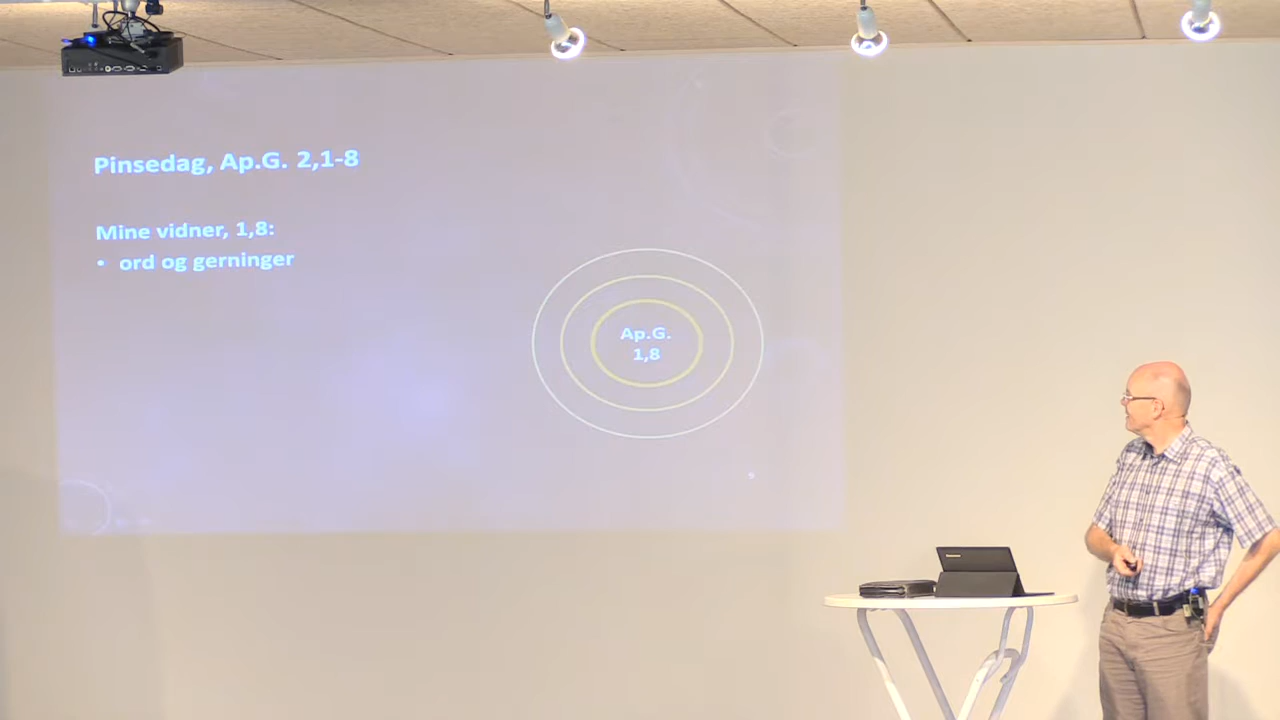 Pinsedag, Ap.G. 2,1-8
Mine vidner, 1,8:
• ord og gerninger
Ap.G.
1,8